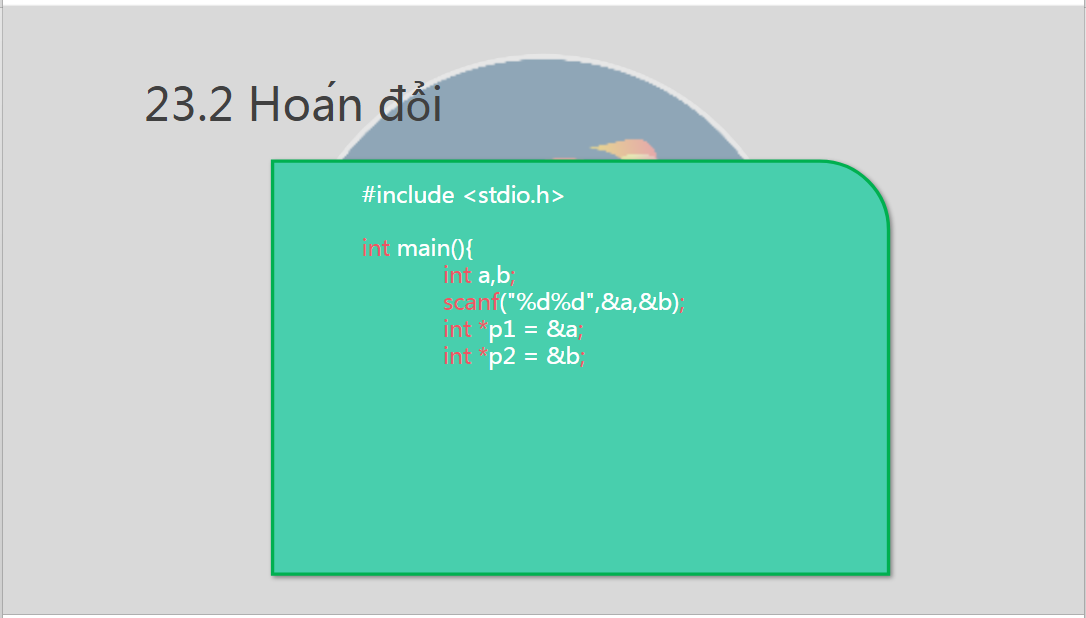 23.2 Hoán đổi
#include <stdio.h>
int main(){
int a,b;
scanf("%d%d",&a,&b);
int *p1 = &a;
int *p2 = &b;